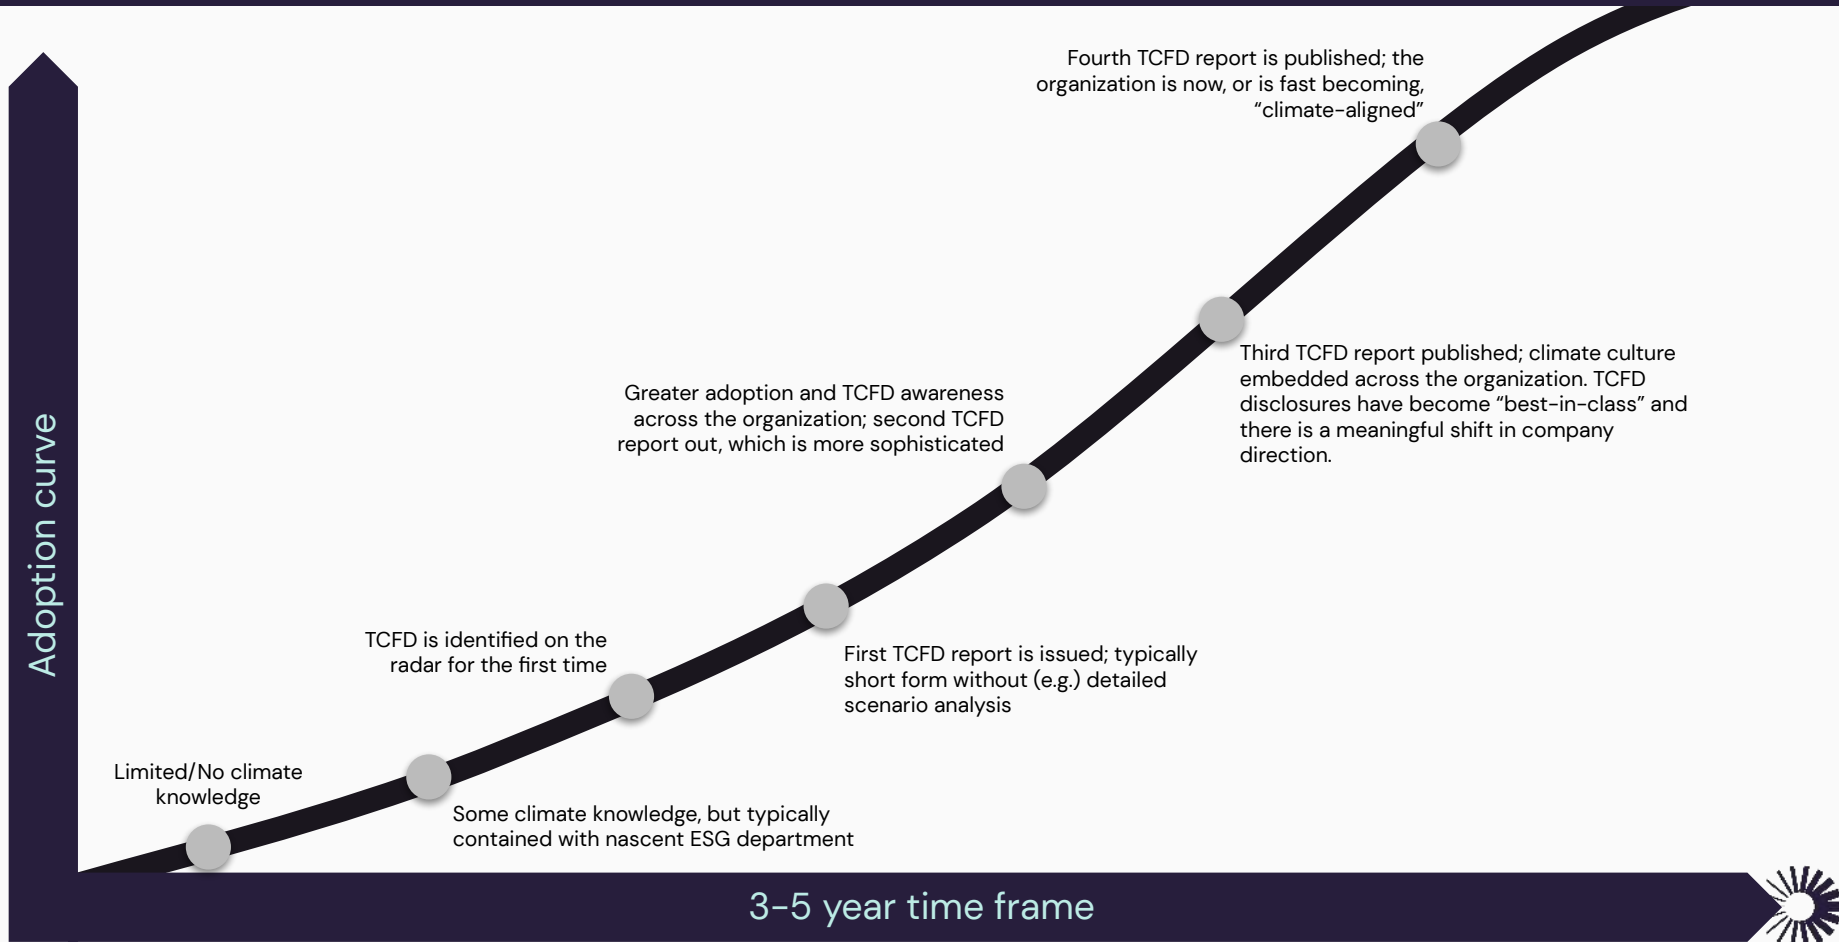 Fourth TCFD report is published; the
organization is now, or is fast becoming,
“climate-aligned”
Third TCFD report published; climate culture
embedded across the organization. TCFD
disclosures have become “best-in-class” and
there is a meaningful shift in company
direction.
Greater adoption and TCFD awareness
across the organization; second TCFD
report out, which is more sophisticated
Adoption curve
TCFD is identified on the
radar for the first time
First TCFD report is issued; typically
short form without (e.g.) detailed
scenario analysis
Limited/No climate
knowledge
Some climate knowledge, but typically
contained with nascent ESG department
3-5 year time frame